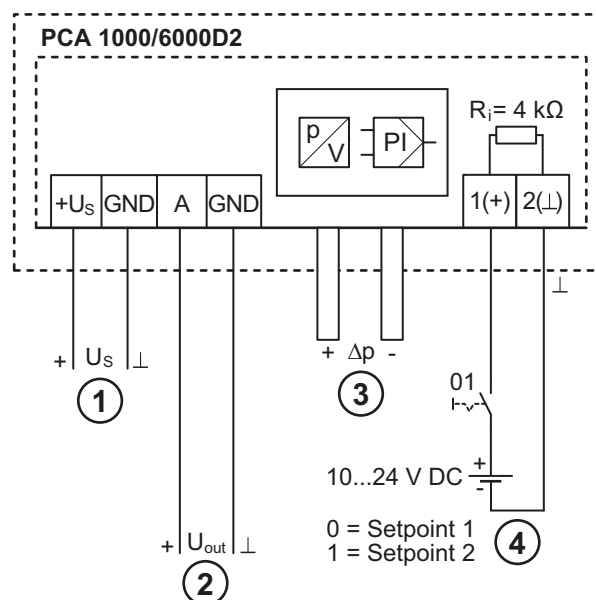 PCA 1000/6000D2
Rᵢ= 4 kΩ
p
V
PI
+Uₛ GND A GND
1(+) 2(⊥)
⊥
+ Uₛ ⊥
+ Δp -
1
3
01
+
10...24 V DC
-
0 = Setpoint 1
1 = Setpoint 2
4
+ Uout ⊥
2